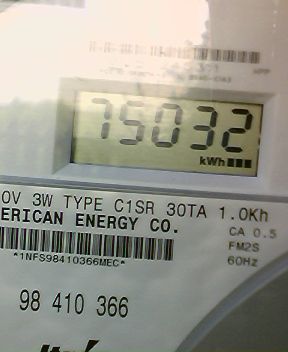 75032
kWh
0V 3W TYPE C1SR 30TA 1.0Kh
ERICAN ENERGY CO.
CA 0.5
FM2S
60Hz
*1NFS98410366MEC*
98 410 366